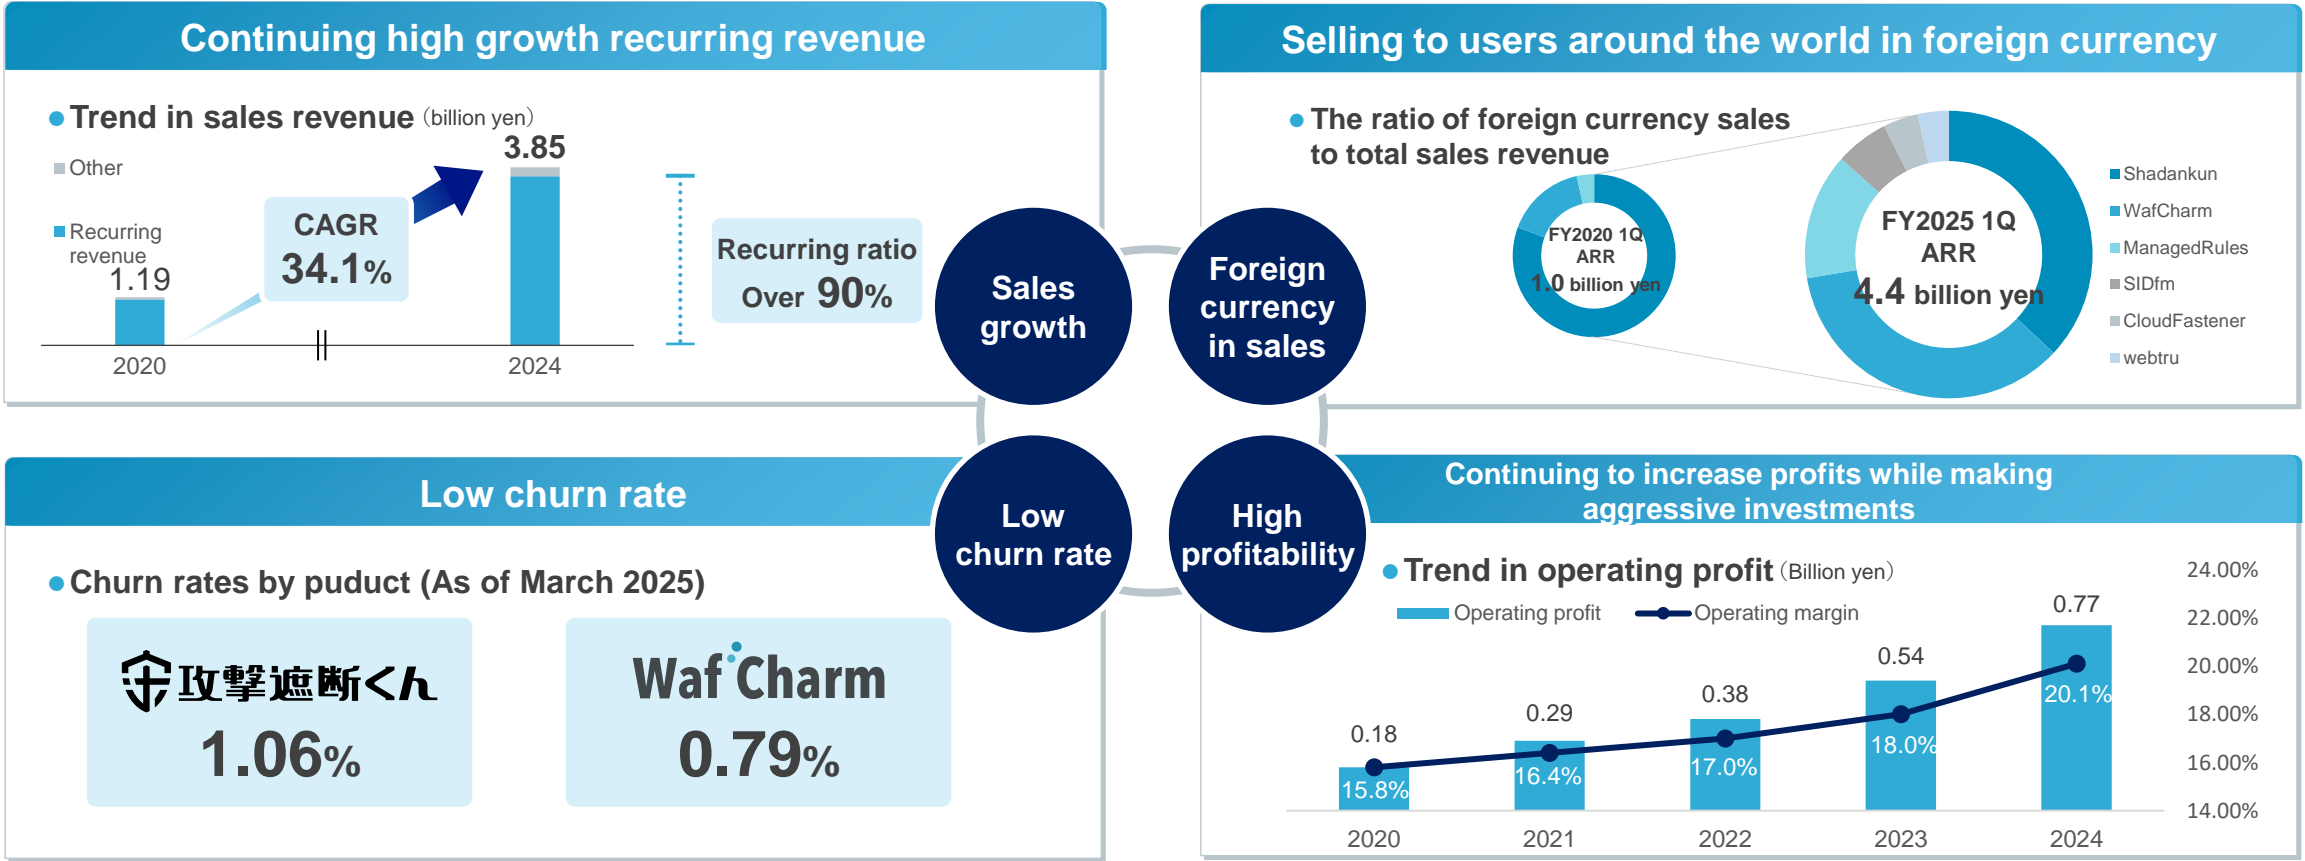 Continuing high growth recurring revenue
Trend in sales revenue（billion yen）
Other
Recurring
revenue
1.19
CAGR
34.1%
3.85
2020
2024
Recurring ratio
Over 90%
Selling to users around the world in foreign currency
The ratio of foreign currency sales
to total sales revenue
FY2020 1Q
ARR
1.0 billion yen
FY2025 1Q
ARR
4.4 billion yen
Shadankun
WafCharm
ManagedRules
SIDfm
CloudFastener
webtru
Sales
growth
Foreign
currency
in sales
Low
churn rate
High
profitability
Low churn rate
Churn rates by puduct (As of March 2025)
攻撃遮断くん
1.06%
WafCharm
0.79%
Continuing to increase profits while making
aggressive investments
Trend in operating profit（Billion yen）
Operating profit
Operating margin
0.18
0.29
0.38
0.54
0.77
15.8%
16.4%
17.0%
18.0%
20.1%
24.00%
22.00%
20.00%
18.00%
16.00%
14.00%
2020
2021
2022
2023
2024